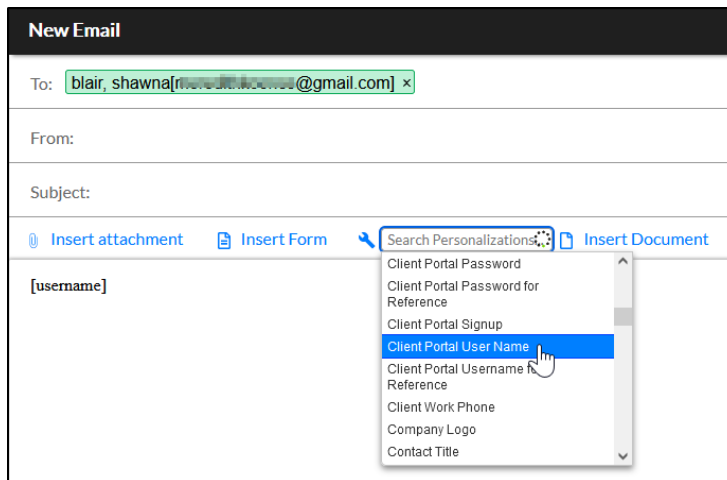 New Email
To: blair, shawna[ @gmail.com] ×
From:
Subject:
Insert attachment Insert Form Search Personalizations Insert Document
[username]
Client Portal Password
Client Portal Password for
Reference
Client Portal Signup
Client Portal User Name
Client Portal Username
Reference
Client Work Phone
Company Logo
Contact Title